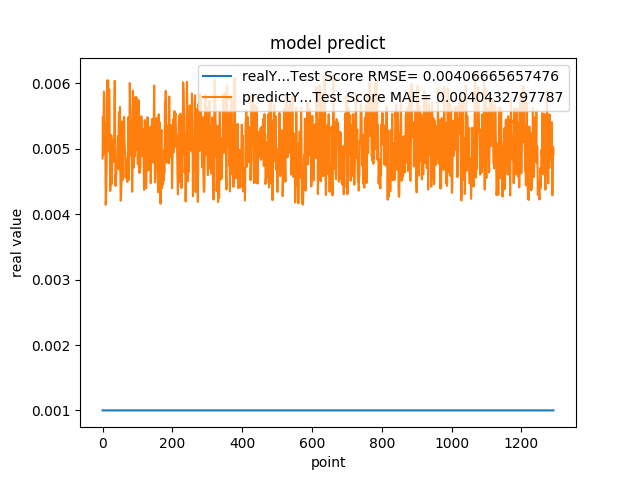 model predict
realY...Test Score RMSE= 0.00406665657476
predictY...Test Score MAE= 0.0040432797787
0.006
0.005
0.004
0.003
0.002
0.001
real value
0 200 400 600 800 1000 1200
point